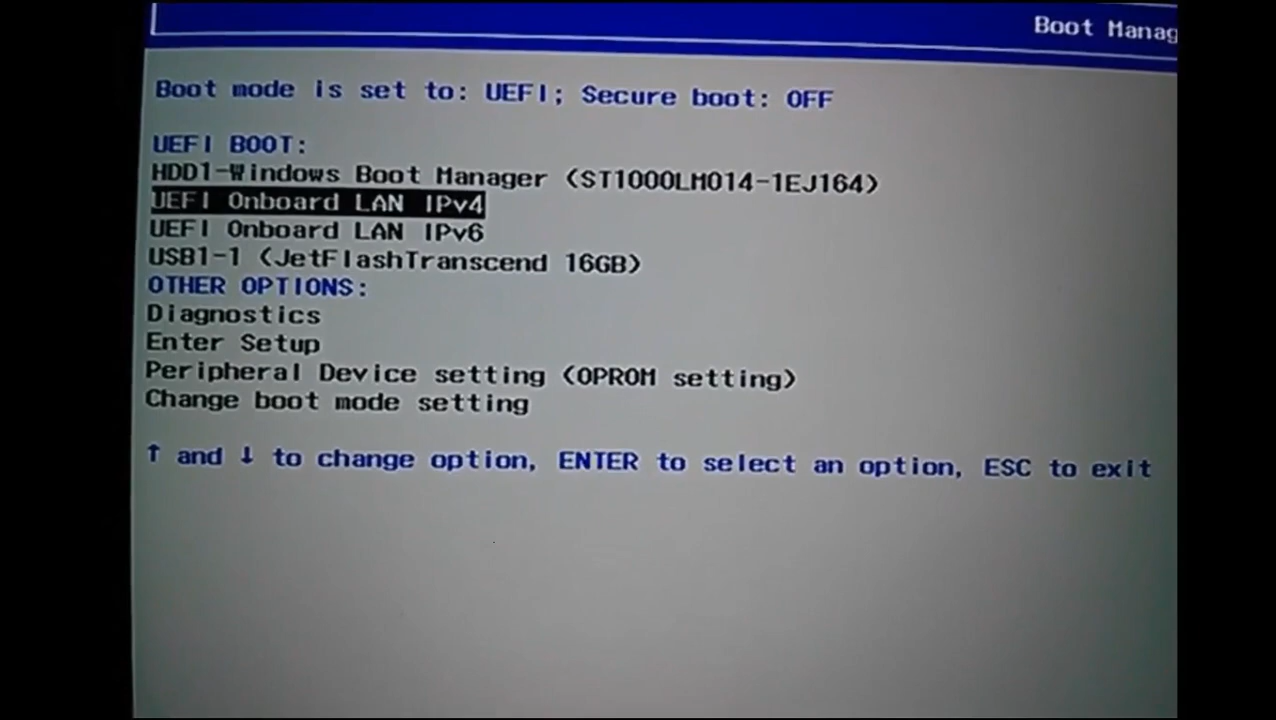 Boot Manag
Boot mode is set to: UEFI; Secure boot: OFF
UEFI BOOT:
HDD1-Windows Boot Manager (ST1000LM014-1EJ164)
UEFI Onboard LAN IPv4
UEFI Onboard LAN IPv6
USB1-1 (JetFlashTranscend 16GB)
OTHER OPTIONS:
Diagnostics
Enter Setup
Peripheral Device setting (OPROM setting)
Change boot mode setting
↑ and ↓ to change option, ENTER to select an option, ESC to exit